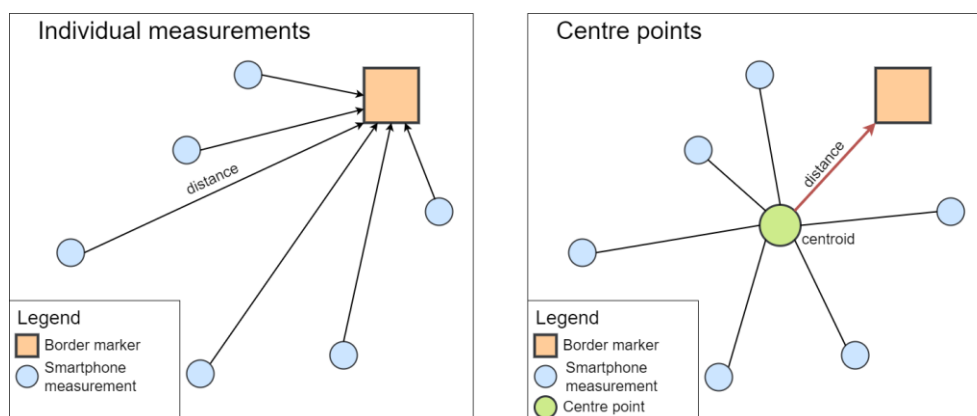 Individual measurements
distance
Legend
Border marker
Smartphone
measurement
Centre points
distance
centroid
Legend
Border marker
Smartphone
measurement
Centre point